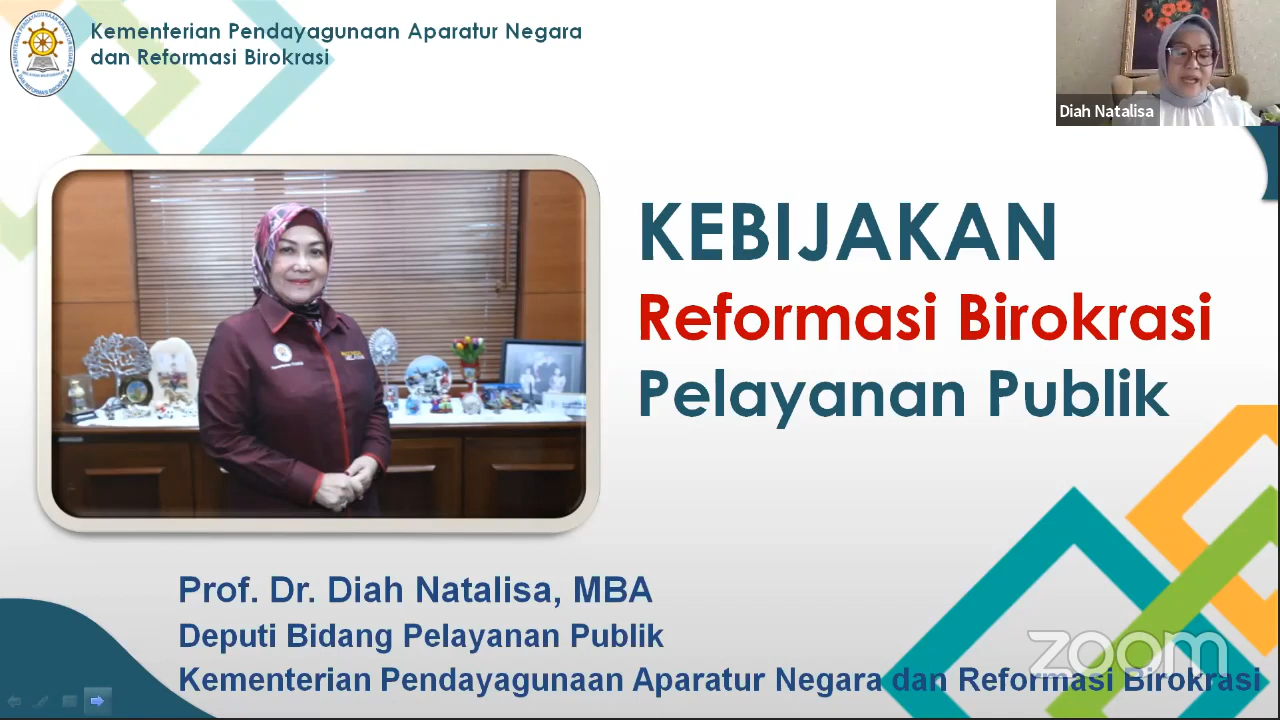 Kementerian Pendayagunaan Aparatur Negara
dan Reformasi Birokrasi
Diah Natalisa
KEBIJAKAN
Reformasi Birokrasi
Pelayanan Publik
Prof. Dr. Diah Natalisa, MBA
Deputi Bidang Pelayanan Publik
Kementerian Pendayagunaan Aparatur Negara dan Reformasi Birokrasi
zoom